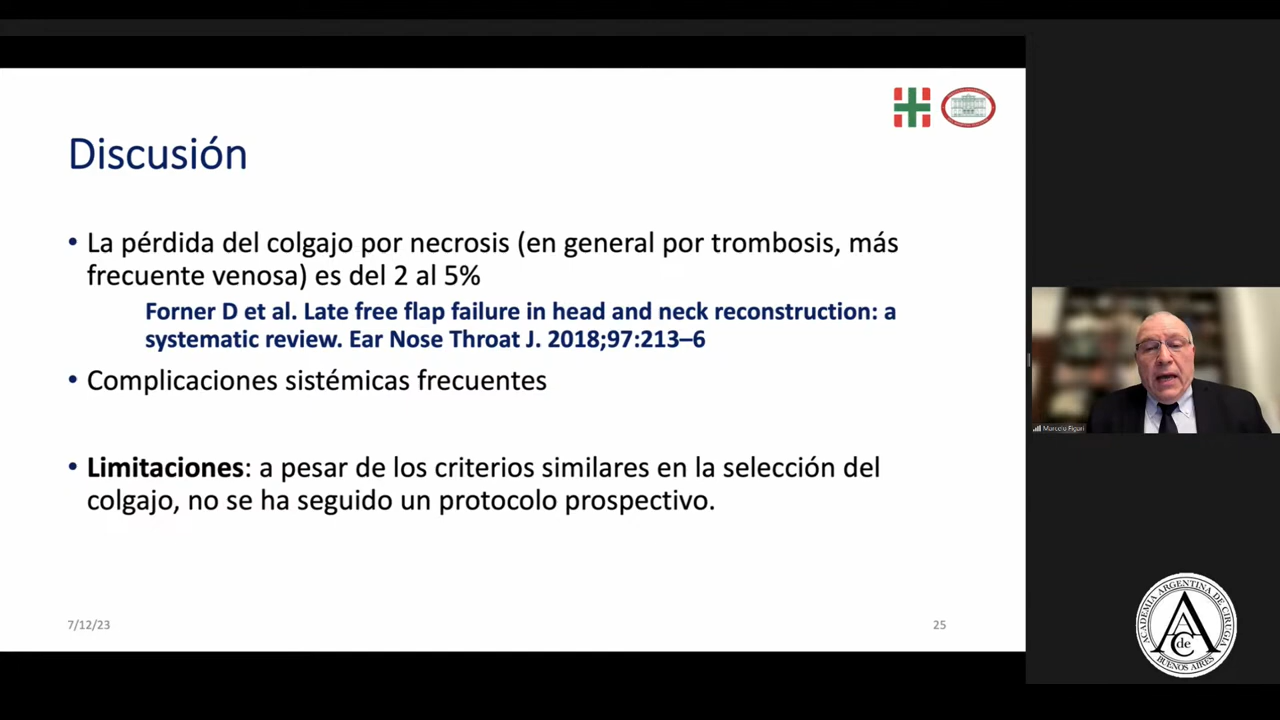 Discusión
• La pérdida del colgajo por necrosis (en general por trombosis, más
frecuente venosa) es del 2 al 5%
Forner D et al. Late free flap failure in head and neck reconstruction: a
systematic review. Ear Nose Throat J. 2018;97:213–6
• Complicaciones sistémicas frecuentes
• Limitaciones: a pesar de los criterios similares en la selección del
colgajo, no se ha seguido un protocolo prospectivo.
7/12/23
25
Marcelo Figari
ACADEMIA ARGENTINA DE CIRUGIA
A de C
BUENOS AIRES